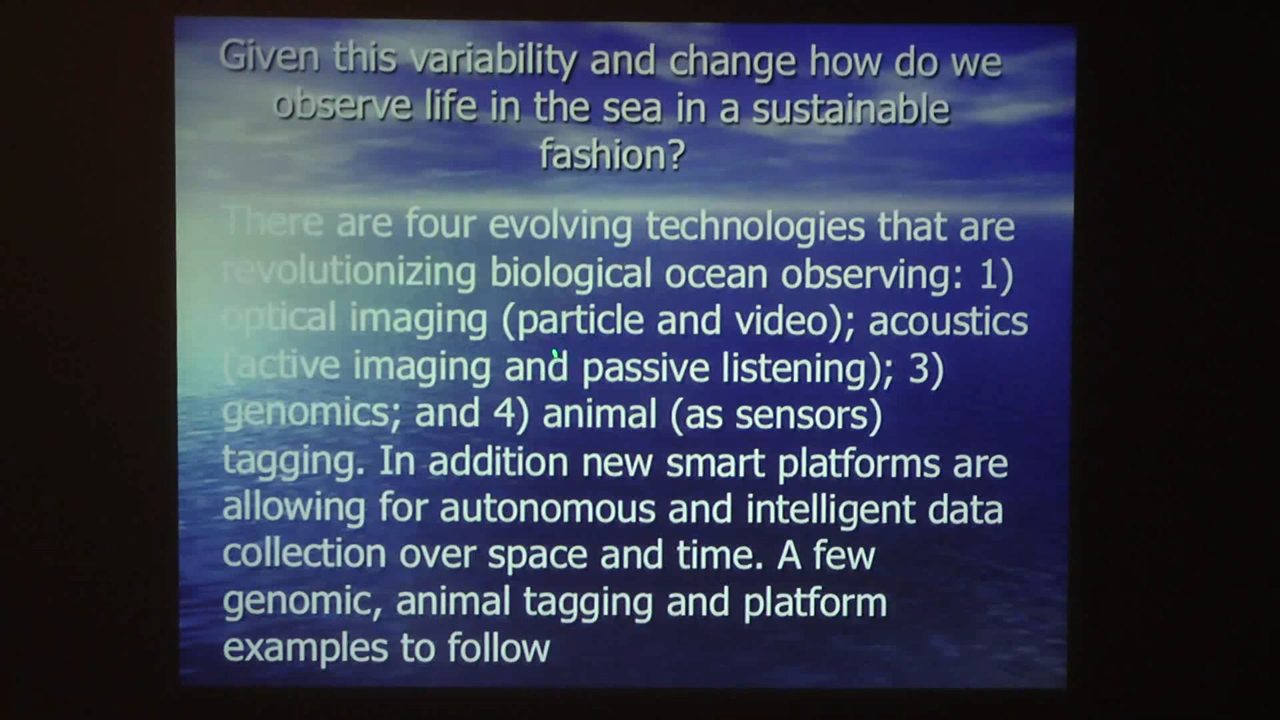 Given this variability and change how do we
observe life in the sea in a sustainable
fashion?
There are four evolving technologies that are
revolutionizing biological ocean observing: 1)
optical imaging (particle and video); acoustics
(active imaging and passive listening); 3)
genomics; and 4) animal (as sensors)
tagging. In addition new smart platforms are
allowing for autonomous and intelligent data
collection over space and time. A few
genomic, animal tagging and platform
examples to follow